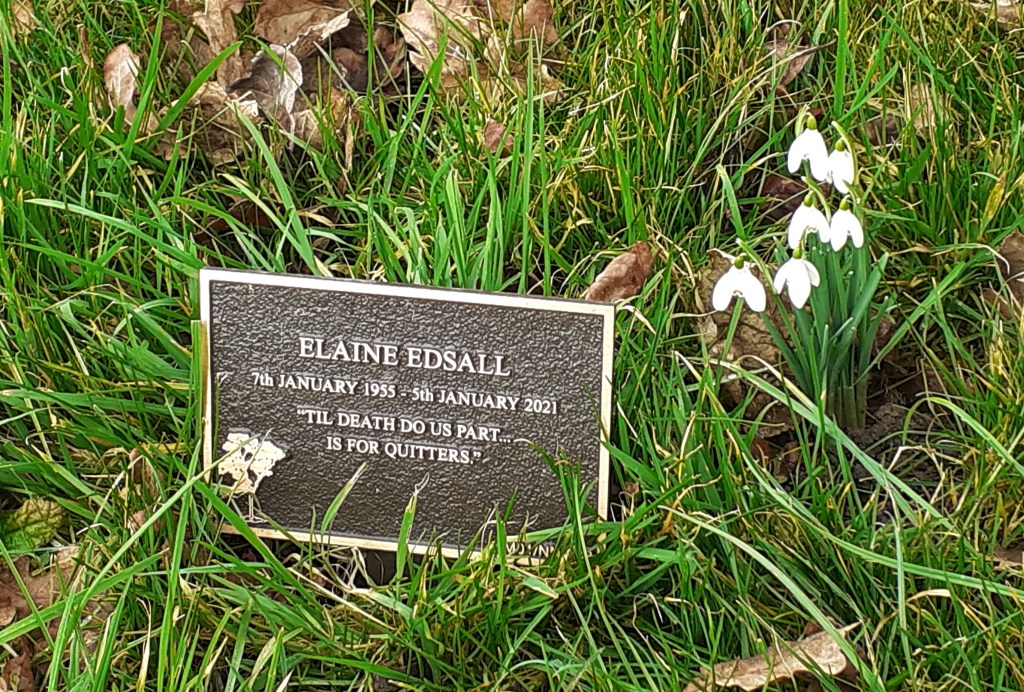 ELAINE EDSALL
7th JANUARY 1955 - 5th JANUARY 2021
“TIL DEATH DO US PART...
IS FOR QUITTERS.”